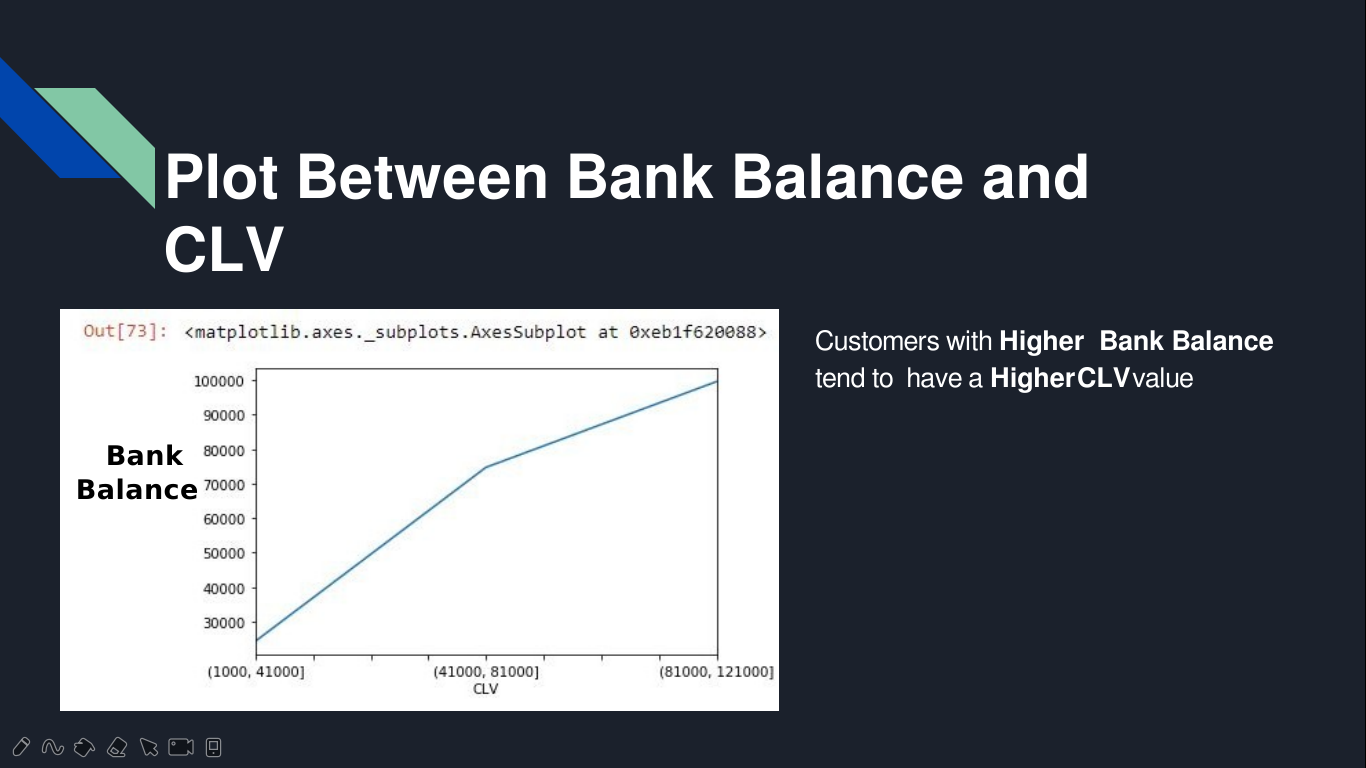 Plot Between Bank Balance and
CLV
Out[73]: <matplotlib.axes._subplots.AxesSubplot at 0xeb1f620088>
Bank
Balance
100000
90000
80000
70000
60000
50000
40000
30000
(1000, 41000] (41000, 81000] (81000, 121000]
CLV
Customers with Higher Bank Balance
tend to have a Higher CLV value